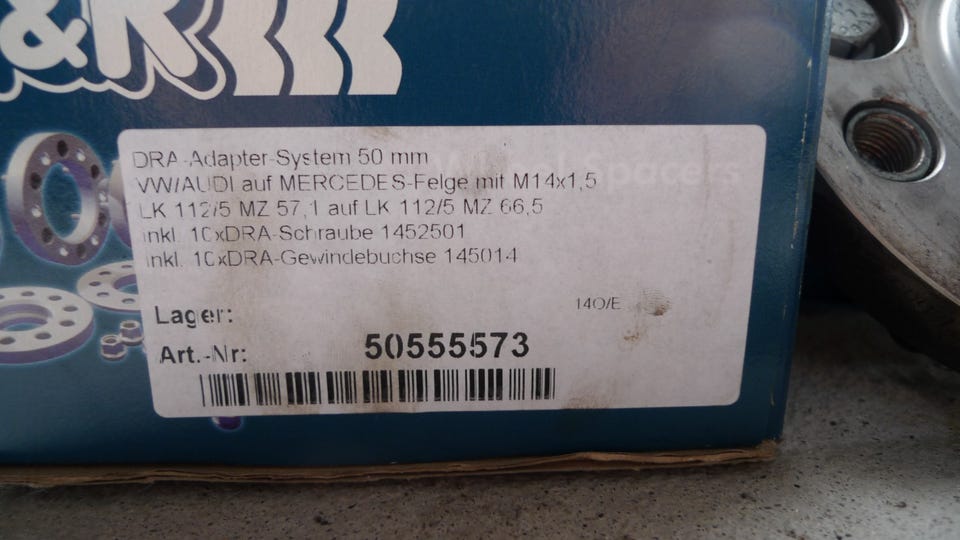 &R
DRA-Adapter-System 50 mm
VW/AUDI auf MERCEDES-Felge mit M14x1,5
Wheel Spacers
LK 112/5 MZ 57,1 auf LK 112/5 MZ 66,5
inkl. 10xDRA-Schraube 1452501
inkl. 10xDRA-Gewindebuchse 145014
Lager:
14O/E
Art.-Nr:
50555573